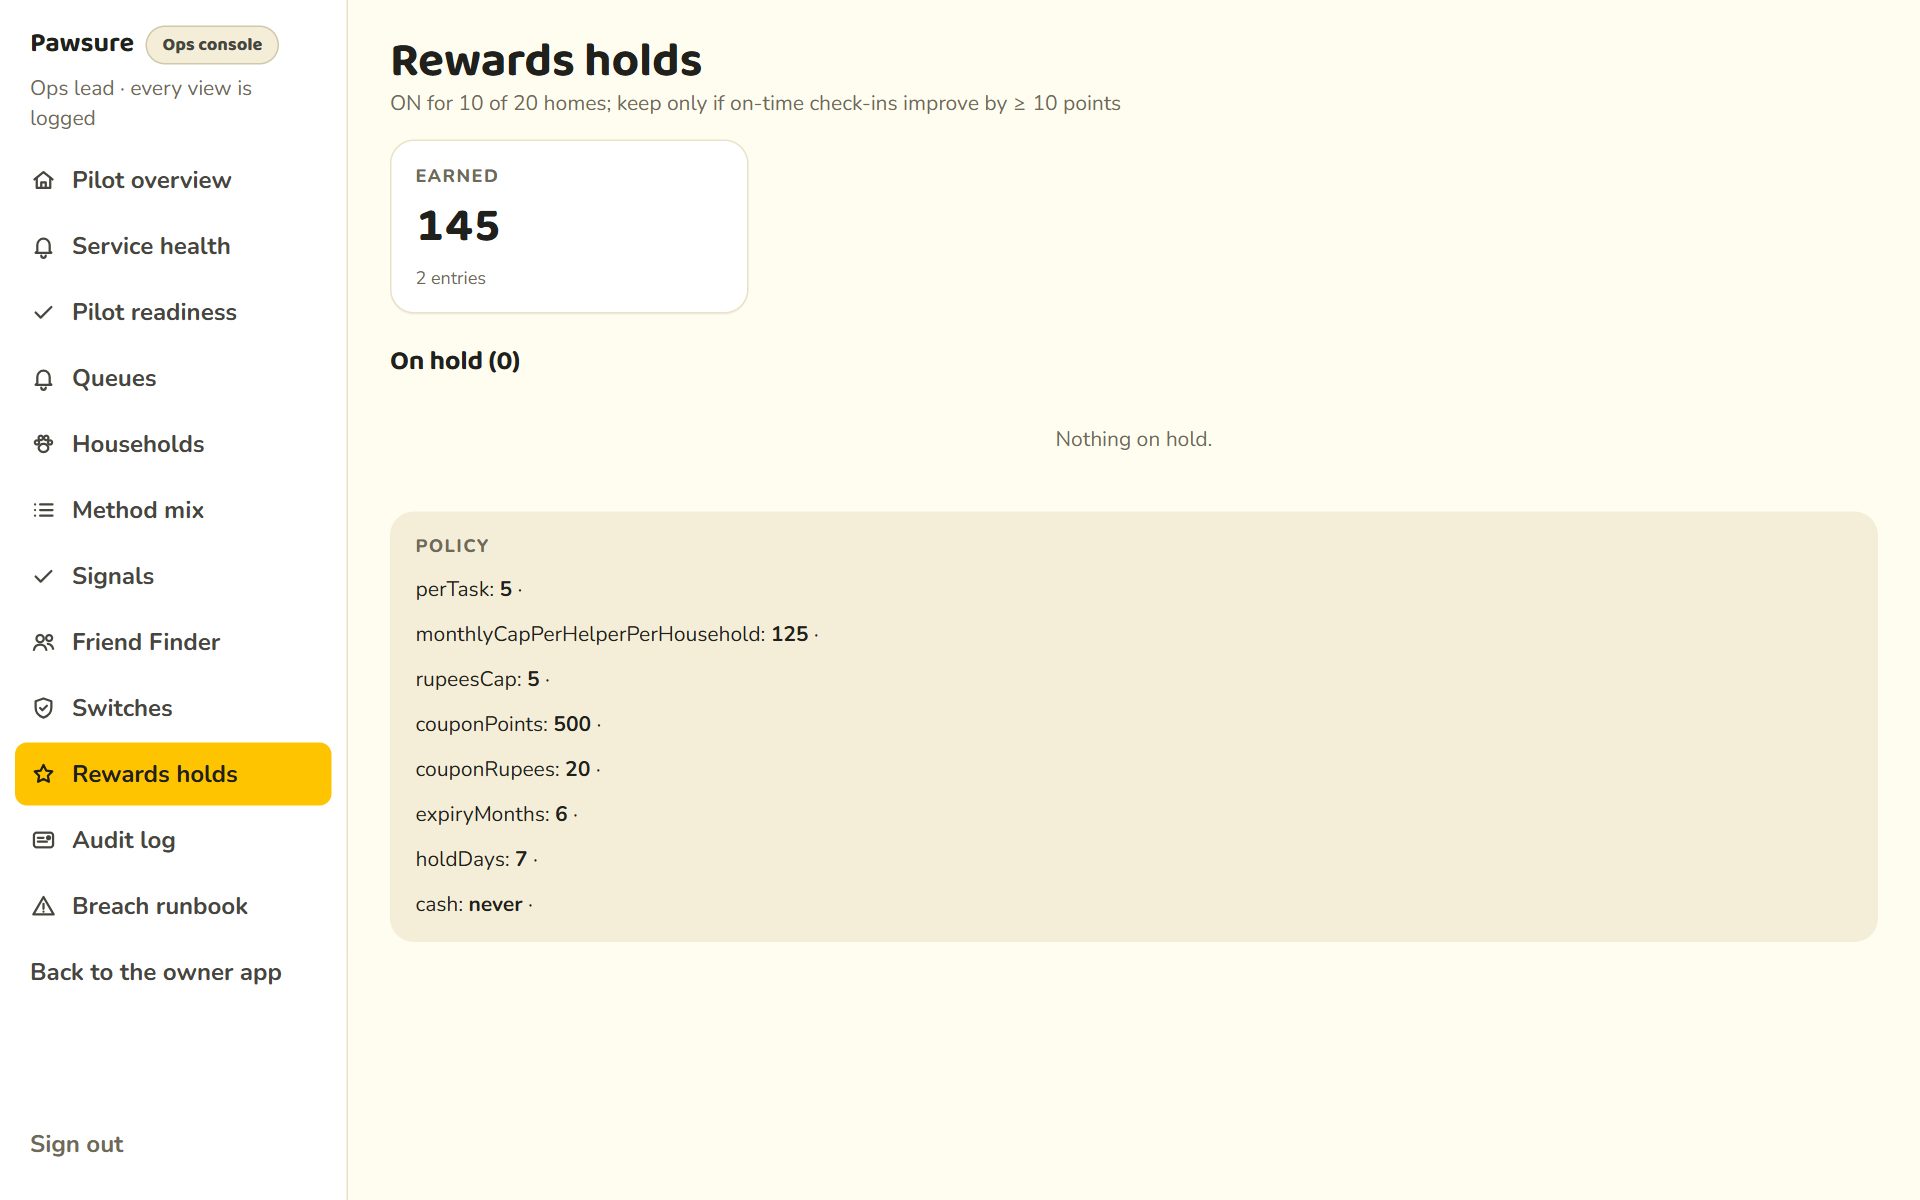 Pawsure
Ops console
Ops lead · every view is
logged
Pilot overview
Service health
Pilot readiness
Queues
Households
Method mix
Signals
Friend Finder
Switches
Rewards holds
Audit log
Breach runbook
Back to the owner app
Sign out
Rewards holds
ON for 10 of 20 homes; keep only if on-time check-ins improve by ≥ 10 points
EARNED
145
2 entries
On hold (0)
Nothing on hold.
POLICY
perTask: 5 ·
monthlyCapPerHelperPerHousehold: 125 ·
rupeesCap: 5 ·
couponPoints: 500 ·
couponRupees: 20 ·
expiryMonths: 6 ·
holdDays: 7 ·
cash: never ·